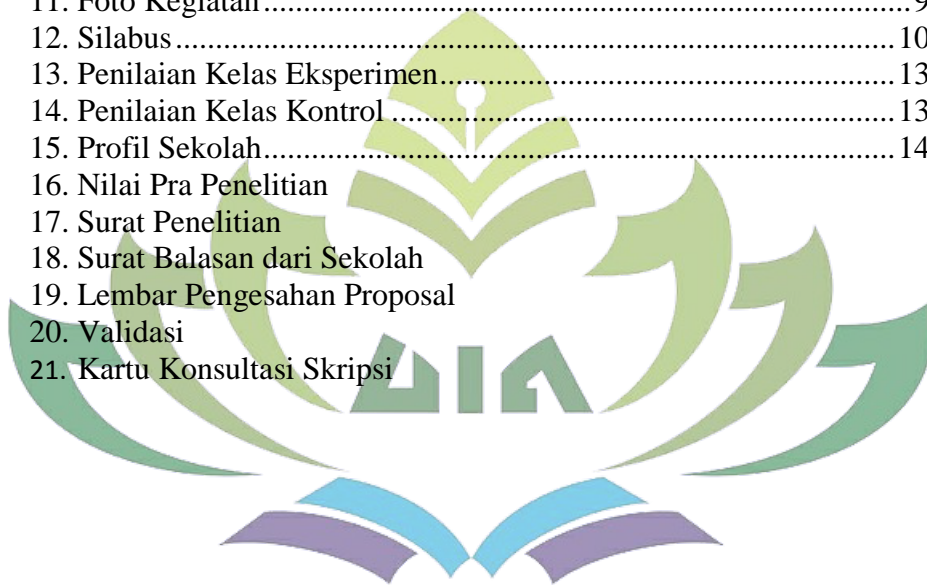 11. Foto Kegiatan........................................................................9
12. Silabus..................................................................................10
13. Penilaian Kelas Eksperimen....................................................13
14. Penilaian Kelas Kontrol.........................................................13
15. Profil Sekolah.......................................................................14
16. Nilai Pra Penelitian
17. Surat Penelitian
18. Surat Balasan dari Sekolah
19. Lembar Pengesahan Proposal
20. Validasi
21. Kartu Konsultasi Skripsi